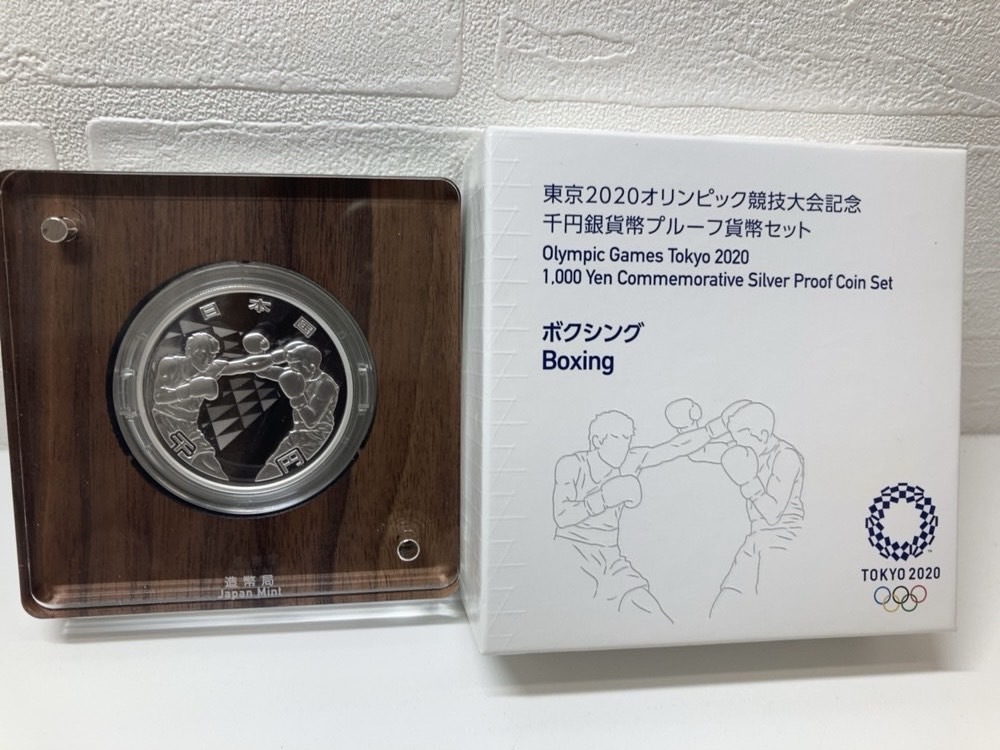 日本国
千円
造幣局
Japan Mint
東京2020オリンピック競技大会記念
千円銀貨幣プルーフ貨幣セット
Olympic Games Tokyo 2020
1,000 Yen Commemorative Silver Proof Coin Set
ボクシング
Boxing
TOKYO 2020